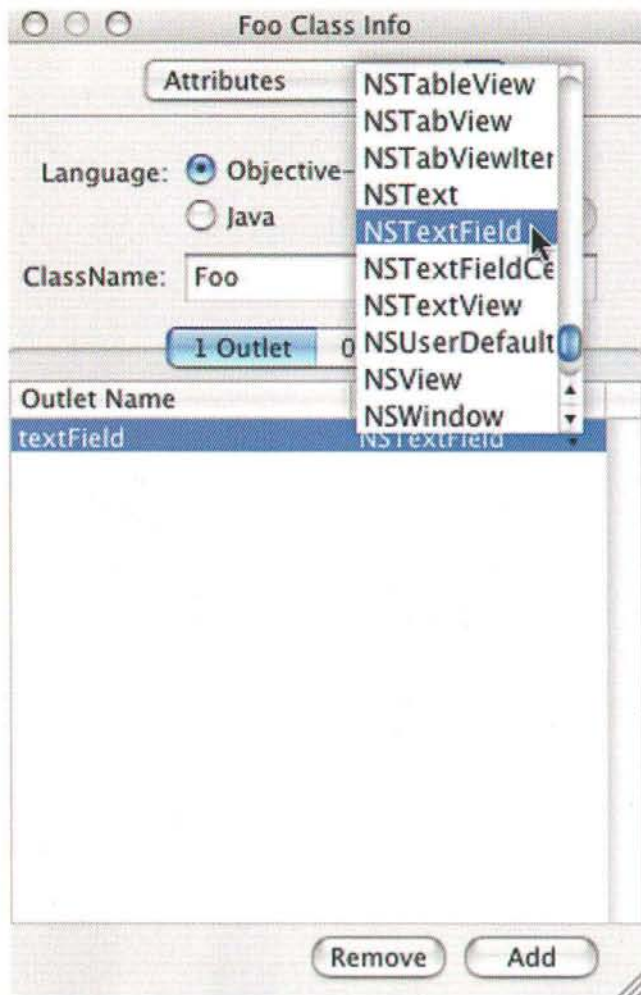 Foo Class Info
Attributes
NSTableView
NSTabView
NSTabViewIter
NSText
NSTextField
NSTextFieldCe
NSTextView
NSUserDefault
NSView
NSWindow
Language:
Objective-
Java
ClassName:
Foo
1 Outlet
0
Outlet Name
textField
NSTextField
Remove
Add